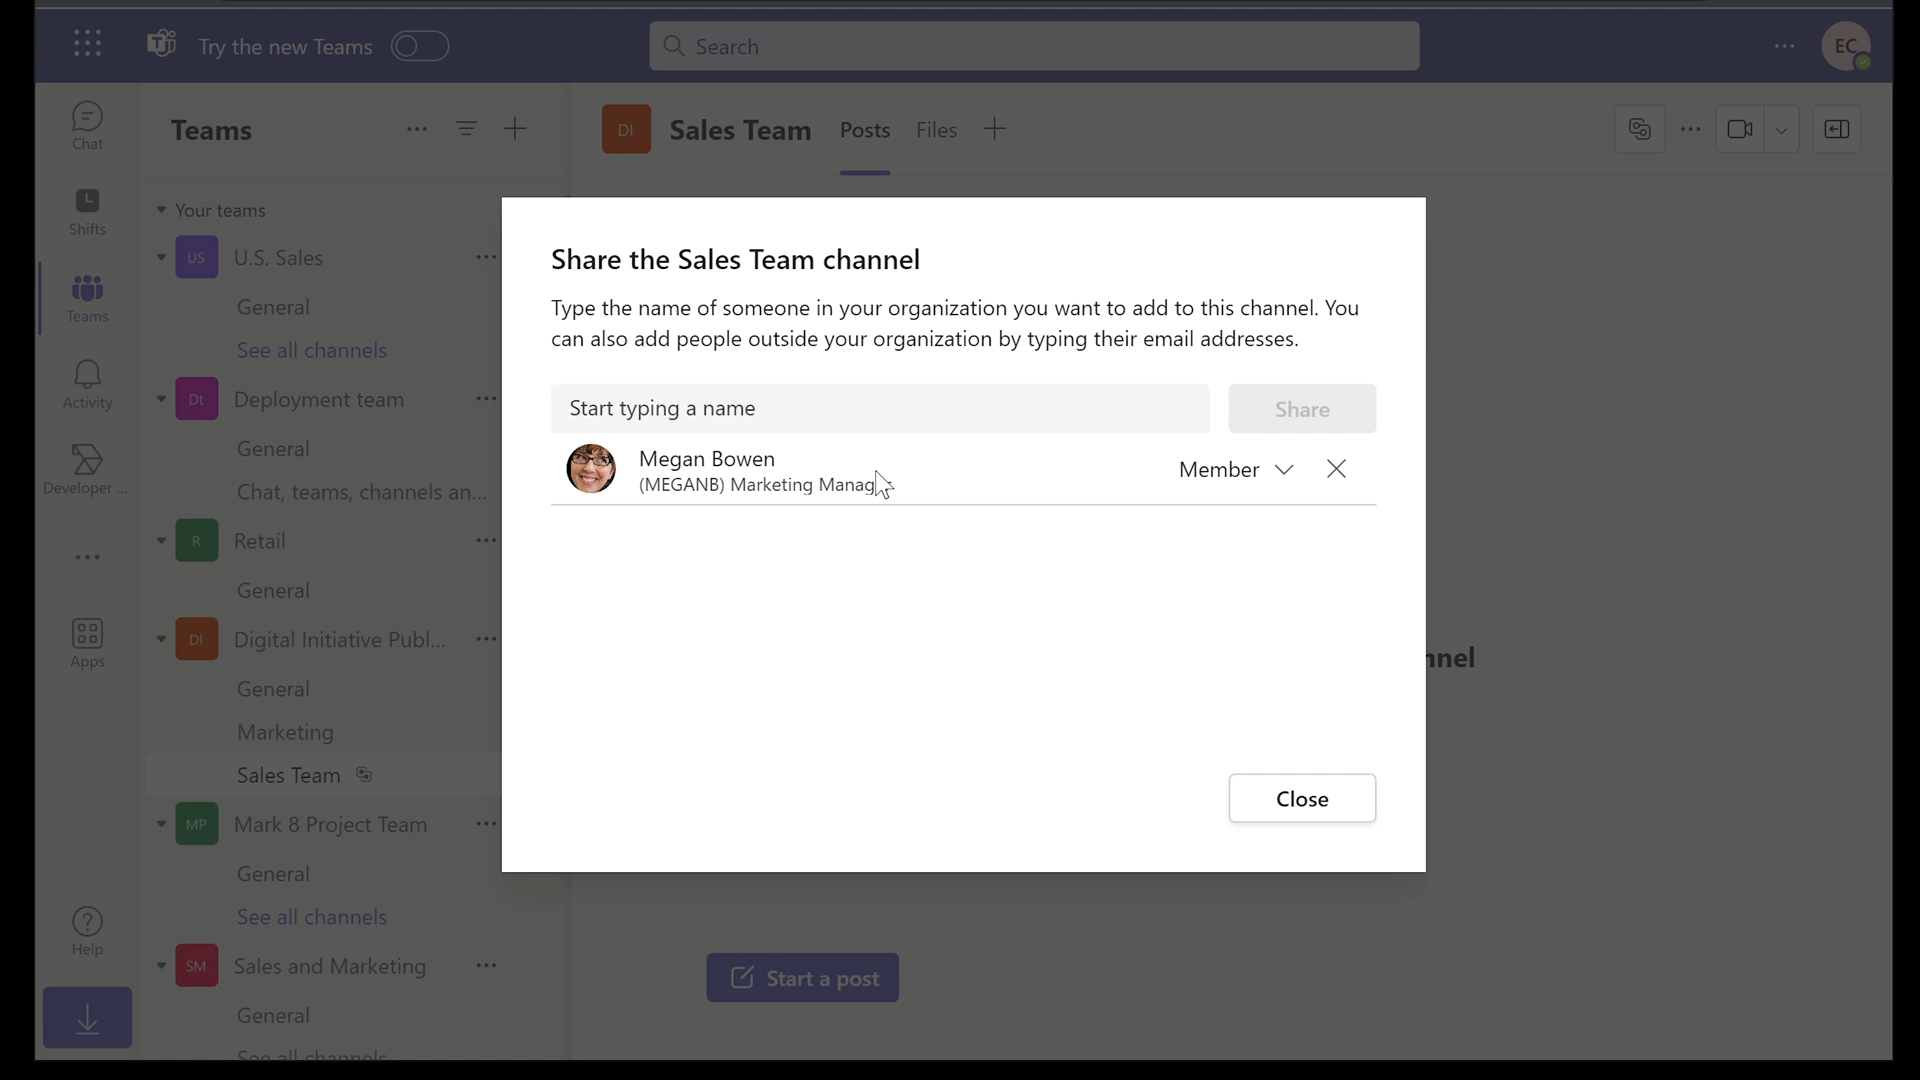 Try the new Teams
Search
EC
Chat
Shifts
Teams
Activity
Developer ...
Apps
Help
Teams
Your teams
US U.S. Sales
General
See all channels
Dt Deployment team
General
Chat, teams, channels an...
R Retail
General
DI Digital Initiative Publ...
General
Marketing
Sales Team
MP Mark 8 Project Team
General
See all channels
SM Sales and Marketing
General
See all channels
DI Sales Team Posts Files
Share the Sales Team channel
Type the name of someone in your organization you want to add to this channel. You
can also add people outside your organization by typing their email addresses.
Start typing a name Share
Megan Bowen
(MEGANB) Marketing
Member
Close
Start a post